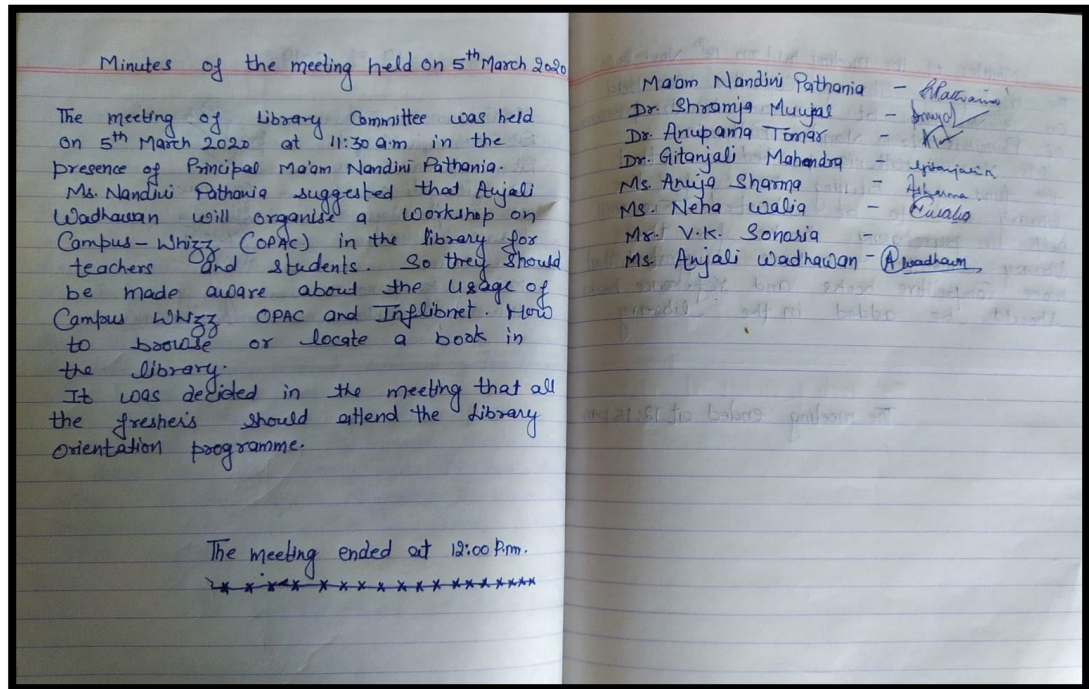 Minutes of the meeting held on 5th March 2020
The meeting of Library Committee was held
on 5th March 2020 at 11:30 a.m in the
presence of Principal Ma'am Nandini Pathania.
Ms. Nandini Pathania suggested that Anjali
Wadhawan will organise a workshop on
Campus-Whizz (OPAC) in the library for
teachers and students. So they should
be made aware about the usage of
Campus Whizz OPAC and Inflibnet. How
to browse or locate a book in
the library.
It was decided in the meeting that all
the freshers should attend the Library
orientation programme.
The meeting ended at 12:00 P.m.
Ma'am Nandini Pathania - NPathania
Dr. Shramja Muujal -
Dr. Anupama Tomar -
Dr. Gitanjali Mahendra - Gitanjali
Ms. Anuja Sharma - Asharma
Ms. Neha Walia - 
Mr. V.K. Sonaria -
Ms. Anjali Wadhawan - Awadhawn